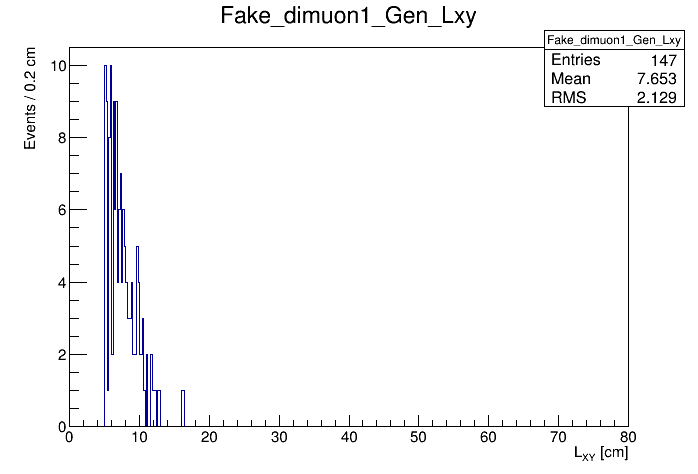 Fake_dimuon1_Gen_Lxy
Fake_dimuon1_Gen_Lxy
Entries 147
Mean 7.653
RMS 2.129
Events / 0.2 cm
10
8
6
4
2
0
0 10 20 30 40 50 60 70 80
L_XY [cm]